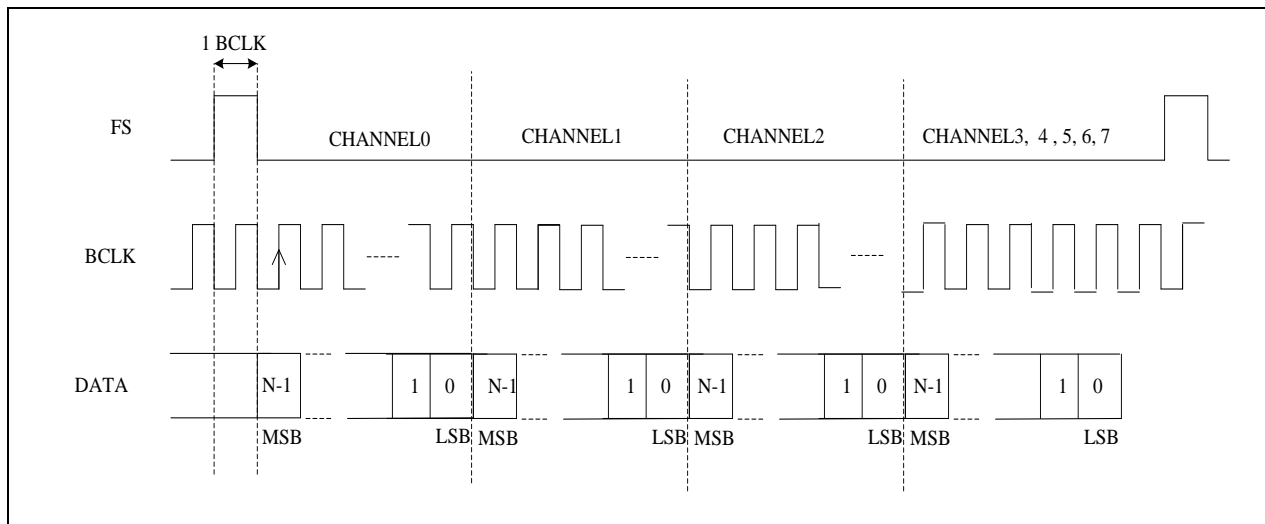 1 BCLK
FS
CHANNEL0
CHANNEL1
CHANNEL2
CHANNEL3, 4 , 5, 6, 7
BCLK
DATA
N-1
1
0
N-1
1
0
N-1
1
0
N-1
1
0
MSB
LSB
MSB
LSB
MSB
LSB
MSB
LSB